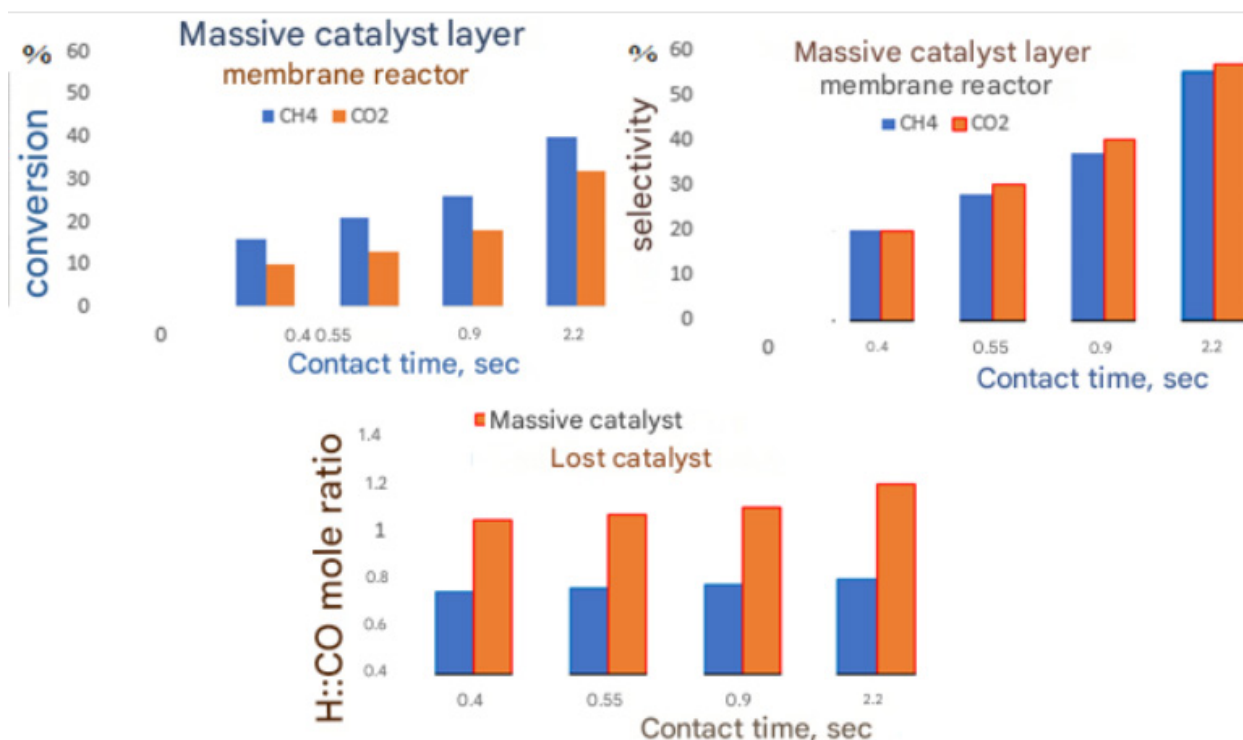 Massive catalyst layer
membrane reactor
CH4 CO2
%
conversion
60
50
40
30
20
10
0
0 0.4 0.55 0.9 2.2
Contact time, sec
Massive catalyst layer
membrane reactor
CH4 CO2
%
selectivity
60
50
40
30
20
10
0
0 0.4 0.55 0.9 2.2
Contact time, sec
Massive catalyst
Lost catalyst
H::CO mole ratio
1.4
1.2
1
0.8
0.6
0.4
0.4 0.55 0.9 2.2
Contact time, sec